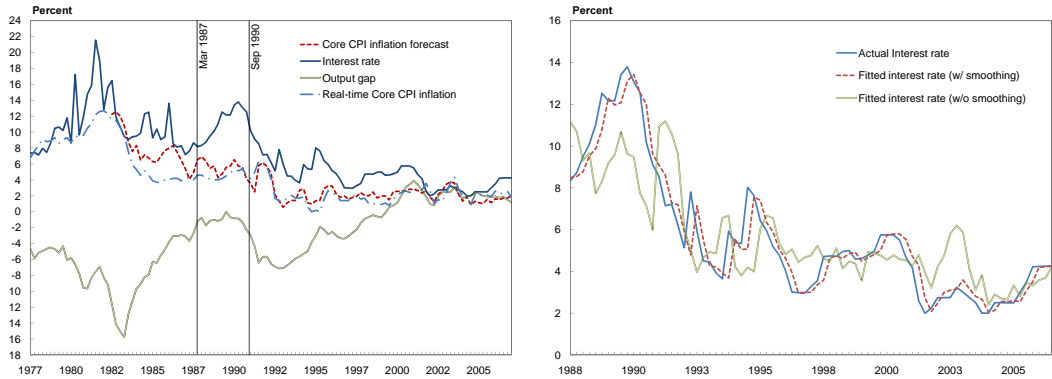 Percent
24
22
20
18
16
14
12
10
8
6
4
2
0
2
-4
-6
-8
10
12
14
16
18
1977 1980 1982 1985 1987 1990 1992 1995 1997 2000 2002 2005
Mar 1987
Sep 1990
Core CPI inflation forecast
Interest rate
Output gap
Real-time Core CPI inflation
Percent
16
14
12
10
8
6
4
2
0
1988 1990 1993 1995 1998 2000 2003 2005
Actual Interest rate
Fitted interest rate (w/ smoothing)
Fitted interest rate (w/o smoothing)